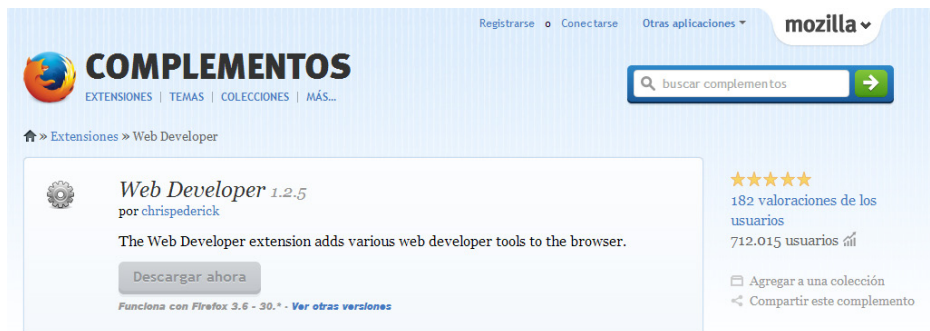 Registrarse o Conectarse Otras aplicaciones mozilla
COMPLEMENTOS
EXTENSIONES | TEMAS | COLECCIONES | MÁS...
buscar complementos
» Extensiones » Web Developer
Web Developer 1.2.5
por chrispederick
The Web Developer extension adds various web developer tools to the browser.
Descargar ahora
Funciona con Firefox 3.6 - 30.* - Ver otras versiones
182 valoraciones de los
usuarios
712.015 usuarios
Agregar a una colección
Compartir este complemento